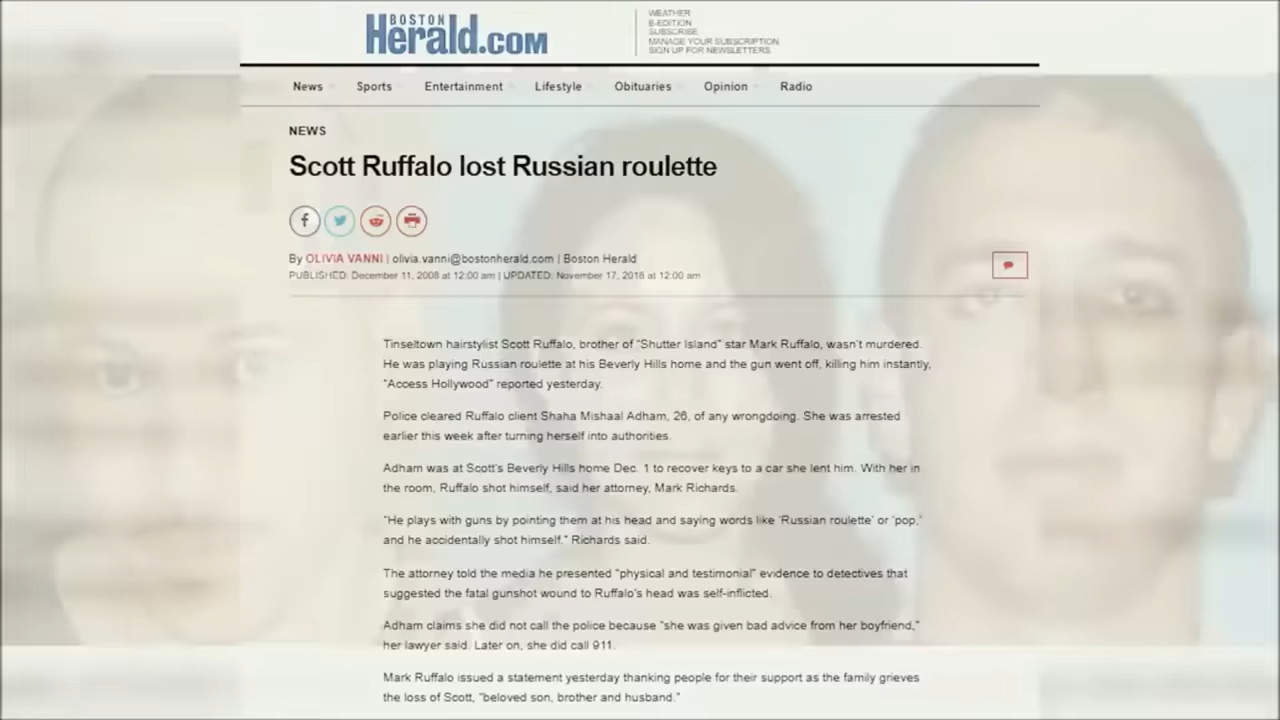 BOSTON
Herald.COM
WEATHER
E-EDITION
SUBSCRIBE
MANAGE YOUR SUBSCRIPTION
SIGN UP FOR NEWSLETTERS
News Sports Entertainment Lifestyle Obituaries Opinion Radio
NEWS
Scott Ruffalo lost Russian roulette
By OLIVIA VANNI | olivia.vanni@bostonherald.com | Boston Herald
PUBLISHED: December 11, 2008 at 12:00 am | UPDATED: November 17, 2018 at 12:00 am
Tinseltown hairstylist Scott Ruffalo, brother of “Shutter Island” star Mark Ruffalo, wasn’t murdered.
He was playing Russian roulette at his Beverly Hills home and the gun went off, killing him instantly,
“Access Hollywood” reported yesterday.
Police cleared Ruffalo client Shaha Mishaal Adham, 26, of any wrongdoing. She was arrested
earlier this week after turning herself into authorities.
Adham was at Scott’s Beverly Hills home Dec. 1 to recover keys to a car she lent him. With her in
the room, Ruffalo shot himself, said her attorney, Mark Richards.
“He plays with guns by pointing them at his head and saying words like ‘Russian roulette’ or ‘pop,’
and he accidentally shot himself,” Richards said.
The attorney told the media he presented “physical and testimonial” evidence to detectives that
suggested the fatal gunshot wound to Ruffalo’s head was self-inflicted.
Adham claims she did not call the police because “she was given bad advice from her boyfriend,”
her lawyer said. Later on, she did call 911.
Mark Ruffalo issued a statement yesterday thanking people for their support as the family grieves
the loss of Scott, “beloved son, brother and husband.”